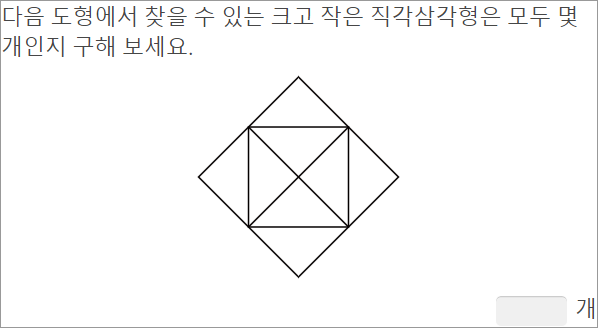 다음 도형에서 찾을 수 있는 크고 작은 직각삼각형은 모두 몇
개인지 구해 보세요.
개